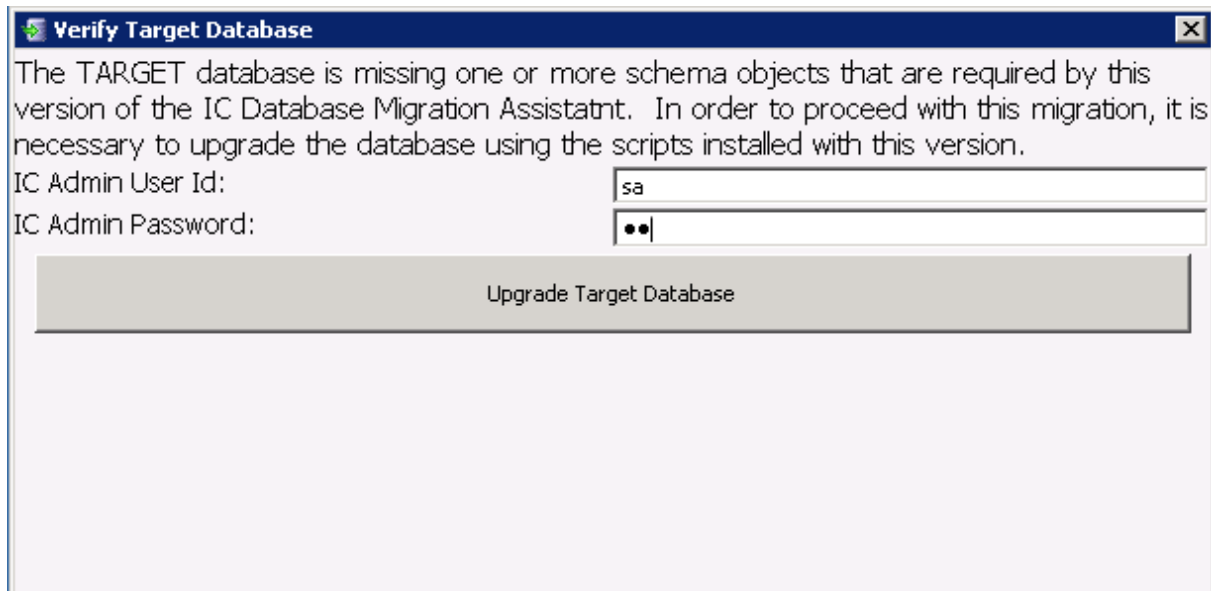 Verify Target Database
The TARGET database is missing one or more schema objects that are required by this
version of the IC Database Migration Assistatnt.  In order to proceed with this migration, it is
necessary to upgrade the database using the scripts installed with this version.
IC Admin User Id: sa
IC Admin Password: ●●
Upgrade Target Database